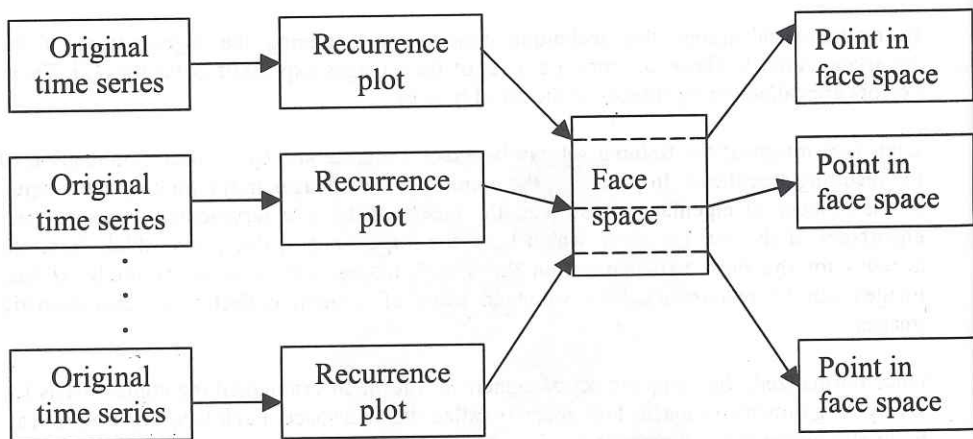 Original
time series
Recurrence
plot
Point in
face space
Original
time series
Recurrence
plot
Face
space
Point in
face space
Original
time series
Recurrence
plot
Point in
face space